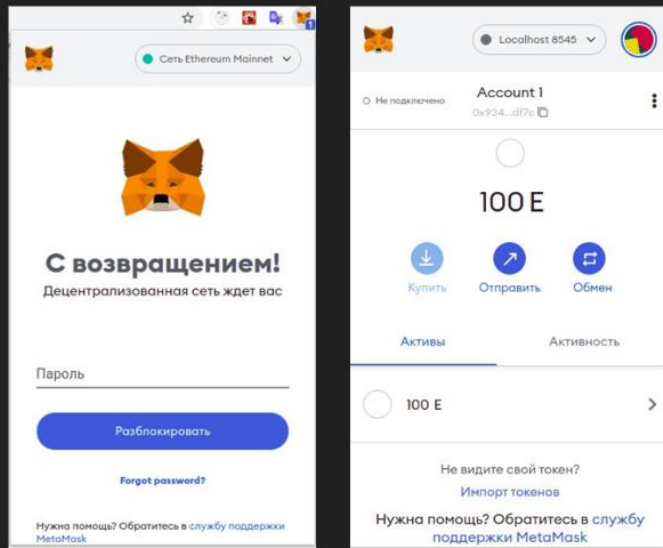 1
Сеть Ethereum Mainnet
С возвращением!
Децентрализованная сеть ждет вас
Пароль
Разблокировать
Forgot password?
Нужна помощь? Обратитесь в службу поддержки
MetaMask
Localhost 8545
Не подключено
Account 1
0x934...df7c
100 E
Купить
Отправить
Обмен
Активы
Активность
100 E
Не видите свой токен?
Импорт токенов
Нужна помощь? Обратитесь в службу
поддержки MetaMask